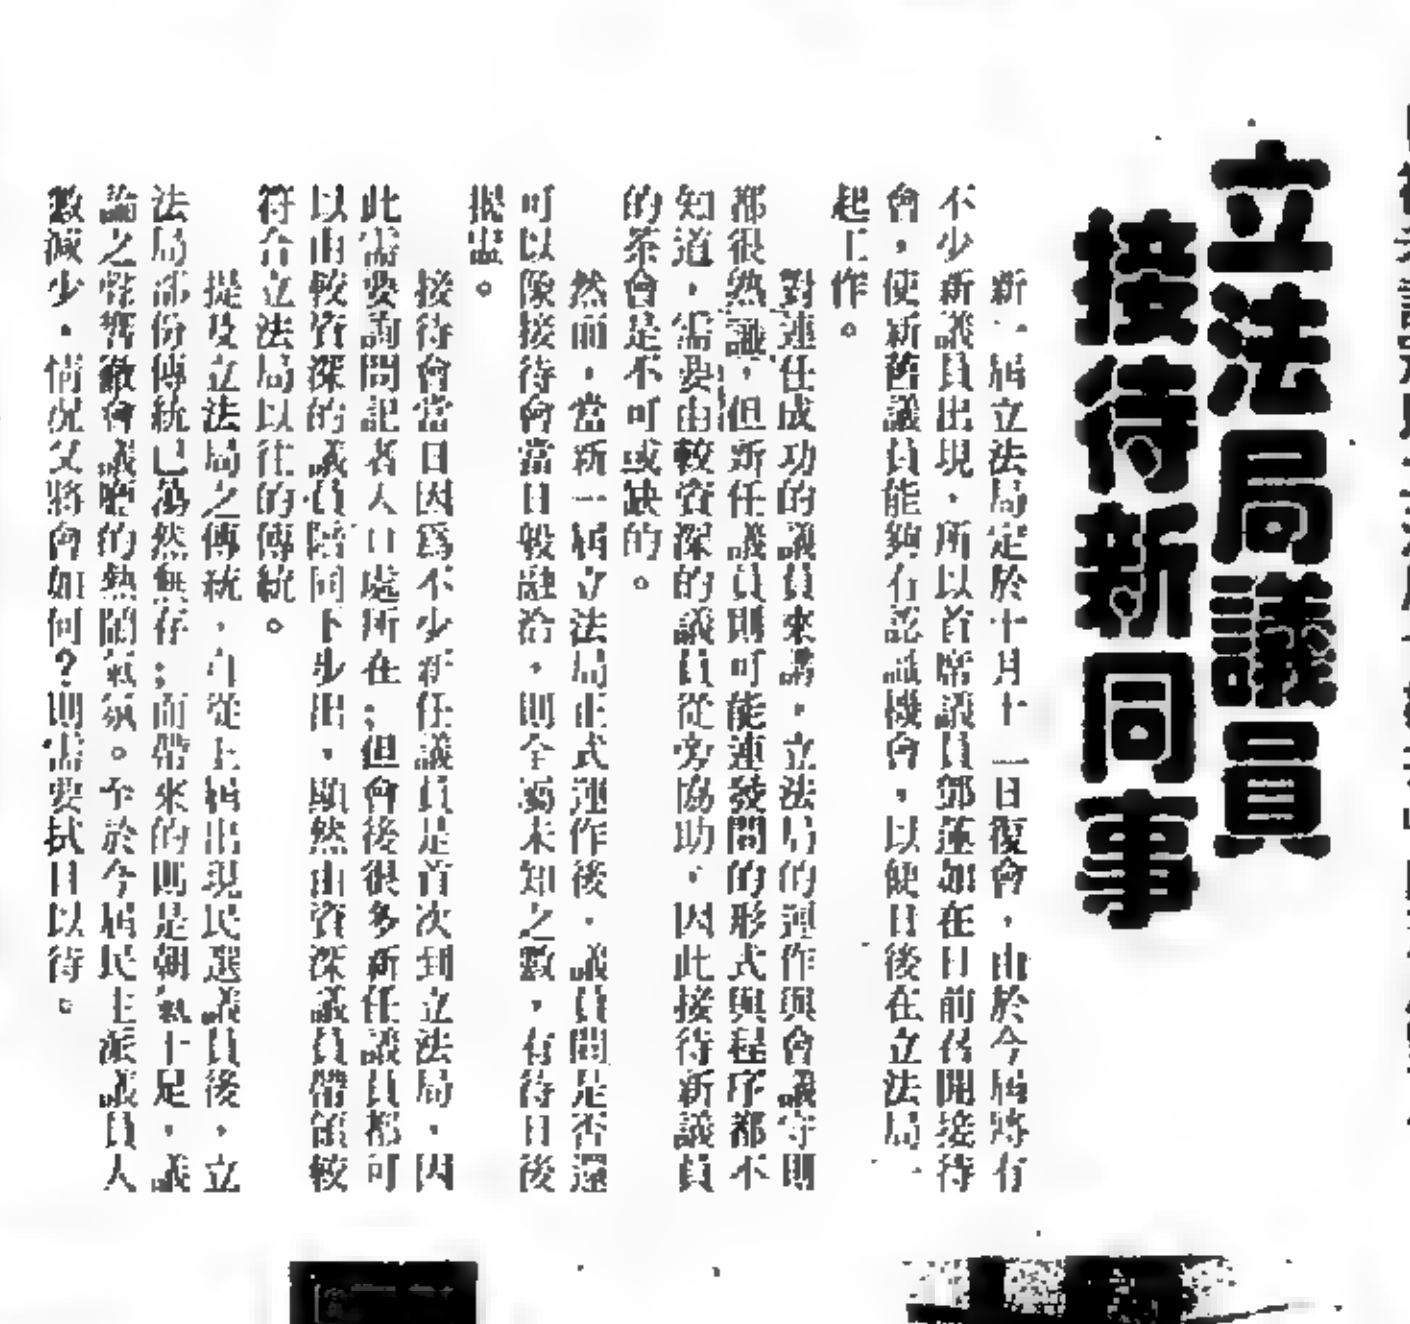 立法局議員
接待新同事
新一屆立法局定於十月十一日復會,由於今屆將有
不少新議員出現,所以首席議員鄧蓮如在日前召開接待
會,使新舊議員能夠有認識機會,以便日後在立法局一
起工作。
對連任成功的議員來講,立法局的運作與會議守則
都很熱識,但新任議員則可能連發問的形式與程序都不
知道,需要由較資深的議員從旁協助,因此接待新議員
的茶會是不可或缺的。
然而,當新一屆立法局正式運作後,議員間是否還
可以像接待會當日般融洽,則全屬未知之數,有待日後
揭盅。
接待會當日因爲不少新任議員是首次到立法局,因
此需要詢問記者入口處所在;但會後很多新任議員都可
以由較資深的議員陪同下步出,顯然由資深議員帶領較
符合立法局以往的傳統。
提及立法局之傳統,自從上屆出現民選議員後,立
法局部份傳統已蕩然無存;而帶來的則是朝氣十足,議
論之聲響徹會議廳的熱鬧氣氛。至於今屆民主派議員人
數減少,情況又將會如何?則需要拭目以待。